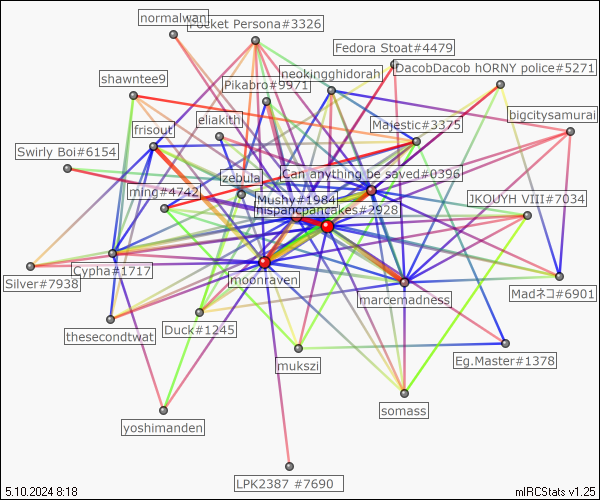 normalwan
Pocket Persona#3326
Fedora Stoat#4479
DacobDacob hORNY police#5271
neokingghidorah
shawntee9
Pikabro#9971
bigcitysamurai
eliakith
Majestic#3375
frisout
Swirly Boi#6154
Can anything be saved#0396
zebula
ming#4742
Mushy#1984
JKOUYH VIII#7034
nispancpancakes#2928
Cypha#1717
moonraven
Silver#7938
Madネコ#6901
marcemadness
thesecondtwat
Duck#1245
Eg.Master#1378
mukszi
somass
yoshimanden
LPK2387 #7690
5.10.2024 8:18
mIRCStats v1.25